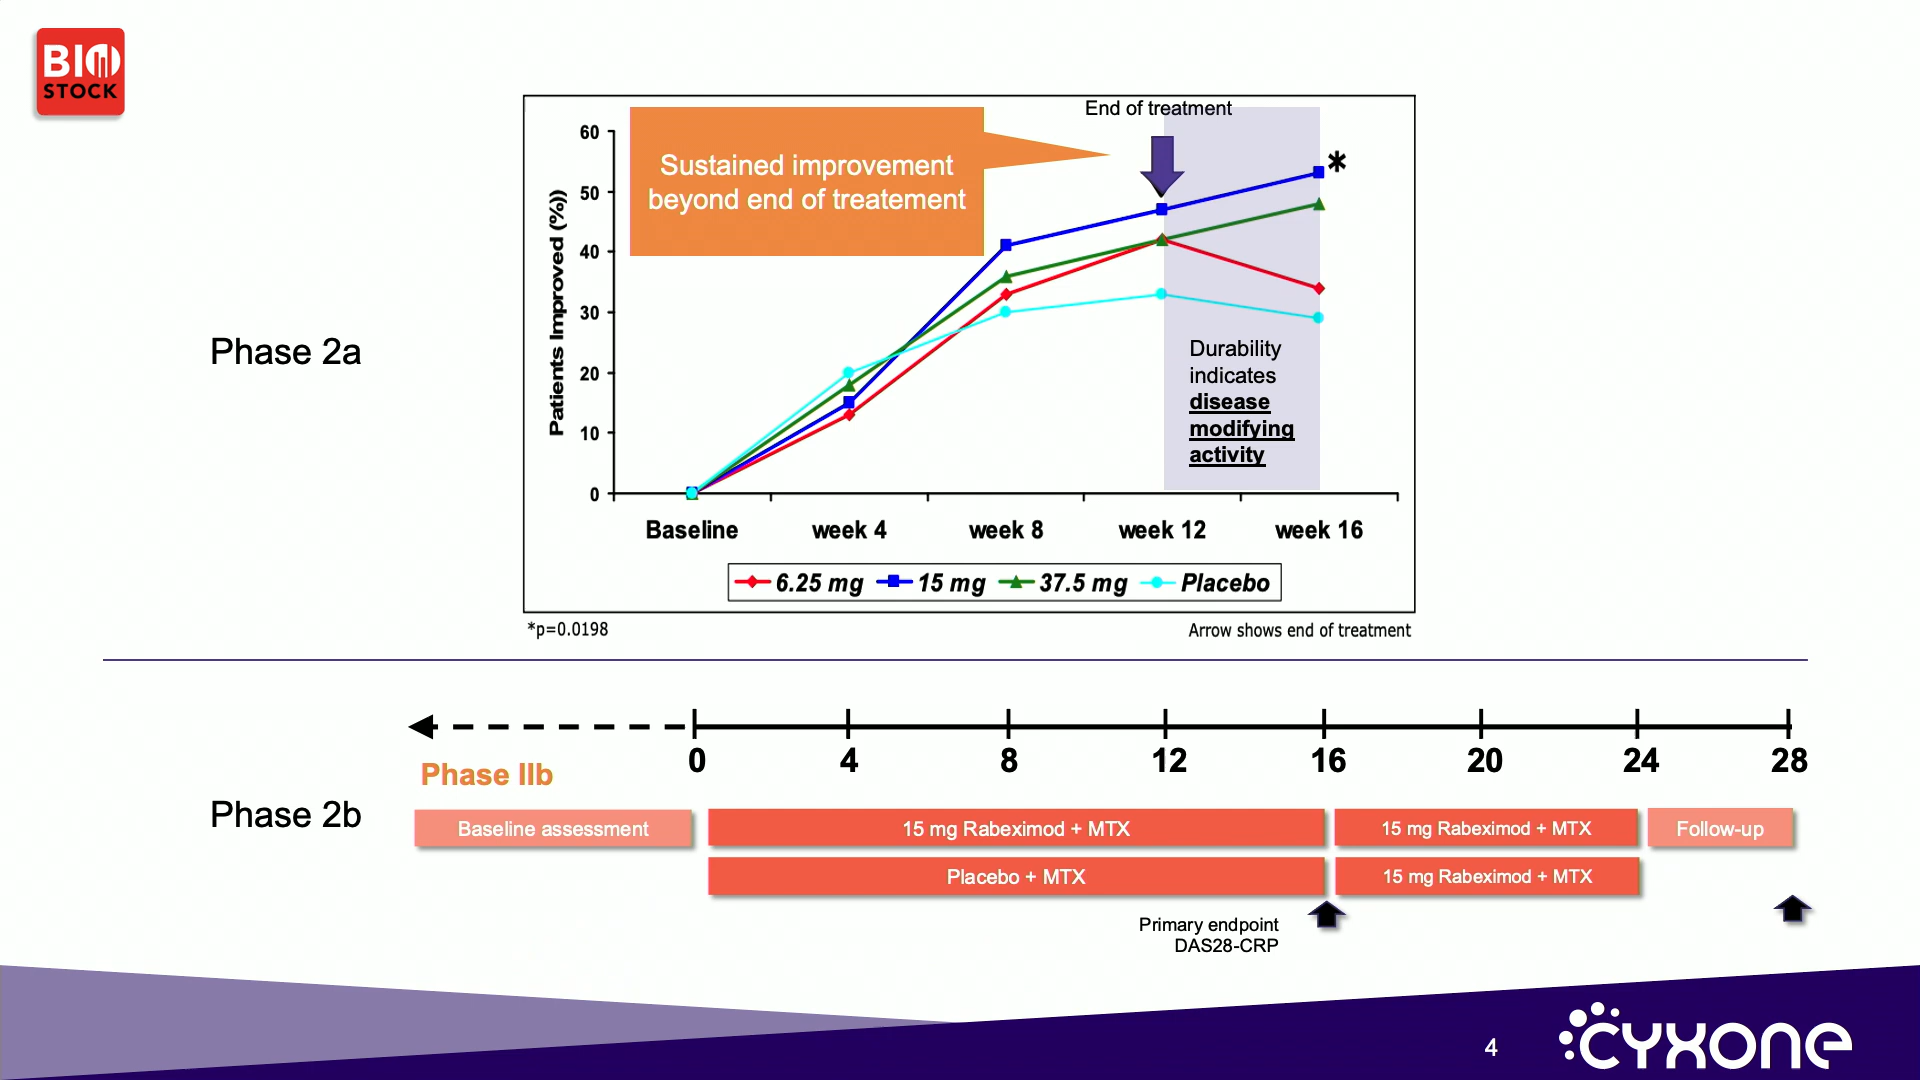 BIO
STOCK
End of treatment
Sustained improvement
beyond end of treatement
*
Patients Improved (%))
60
50
40
30
20
10
0
Durability
indicates
disease
modifying
activity
Baseline week 4 week 8 week 12 week 16
6.25 mg 15 mg 37.5 mg Placebo
*p=0.0198
Arrow shows end of treatment
Phase 2a
0 4 8 12 16 20 24 28
Phase IIb
Phase 2b
Baseline assessment
15 mg Rabeximod + MTX
15 mg Rabeximod + MTX
Follow-up
Placebo + MTX
15 mg Rabeximod + MTX
Primary endpoint
DAS28-CRP
4
CYXONE